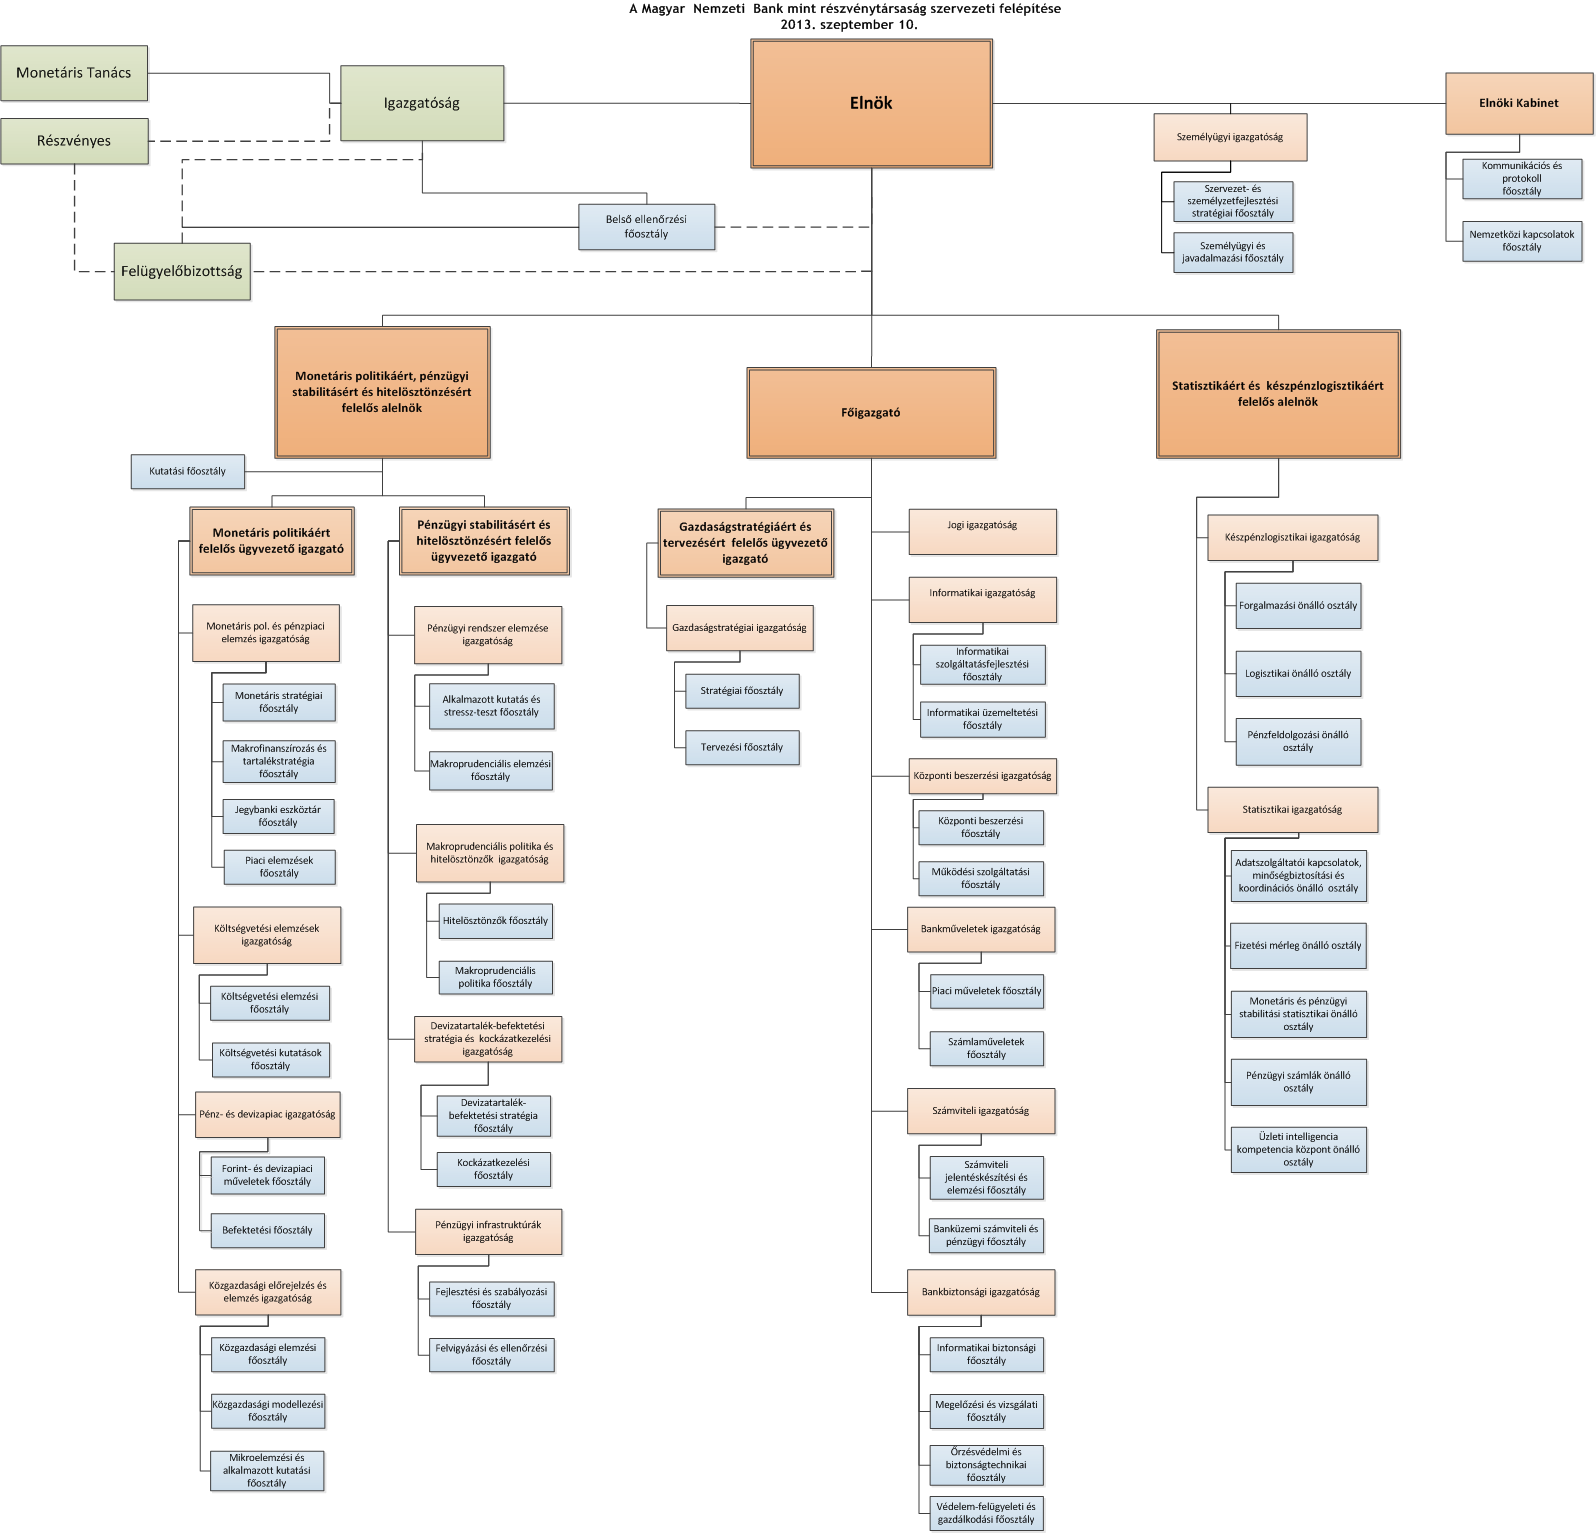 A Magyar Nemzeti Bank mint részvénytársaság szervezeti felépítése
2013. szeptember 10.
Monetáris Tanács
Részvényes
Igazgatóság
Felügyelőbizottság
Elnök
Belső ellenőrzési
főosztály
Személyügyi igazgatóság
Szervezet- és
személyzetfejlesztési
stratégiai főosztály
Személyügyi és
javadalmazási főosztály
Elnöki Kabinet
Kommunikációs és
protokoll
főosztály
Nemzetközi kapcsolatok
főosztály
Monetáris politikáért, pénzügyi
stabilitásért és hitelösztönzésért
felelős alelnök
Főigazgató
Statisztikáért és készpénzlogisztikáért
felelős alelnök
Kutatási főosztály
Monetáris politikáért
felelős ügyvezető igazgató
Monetáris pol. és pénzpiaci
elemzés igazgatóság
Monetáris stratégiai
főosztály
Makrofinanszírozás és
tartalékstratégia
főosztály
Jegybanki eszköztár
főosztály
Piaci elemzések
főosztály
Költségvetési elemzések
igazgatóság
Költségvetési elemzési
főosztály
Költségvetési kutatások
főosztály
Pénz- és devizapiac igazgatóság
Forint- és devizapiaci
műveletek főosztály
Befektetési főosztály
Közgazdasági előrejelzés és
elemzés igazgatóság
Közgazdasági elemzési
főosztály
Közgazdasági modellezési
főosztály
Mikroelemzési és
alkalmazott kutatási
főosztály
Pénzügyi stabilitásért és
hitelösztönzésért felelős
ügyvezető igazgató
Pénzügyi rendszer elemzése
igazgatóság
Alkalmazott kutatás és
stressz-teszt főosztály
Makroprudenciális elemzési
főosztály
Makroprudenciális politika és
hitelösztönzők igazgatóság
Hitelösztönzők főosztály
Makroprudenciális
politika főosztály
Devizatartalék-befektetési
stratégia és kockázatkezelési
igazgatóság
Devizatartalék-
befektetési stratégia
főosztály
Kockázatkezelési
főosztály
Pénzügyi infrastruktúrák
igazgatóság
Fejlesztési és szabályozási
főosztály
Felvigyázási és ellenőrzési
főosztály
Gazdaságstratégiáért és
tervezésért felelős ügyvezető
igazgató
Gazdaságstratégiai igazgatóság
Stratégiai főosztály
Tervezési főosztály
Jogi igazgatóság
Informatikai igazgatóság
Informatikai
szolgáltatásfejlesztési
főosztály
Informatikai üzemeltetési
főosztály
Központi beszerzési igazgatóság
Központi beszerzési
főosztály
Működési szolgáltatási
főosztály
Bankműveletek igazgatóság
Piaci műveletek főosztály
Számlaműveletek
főosztály
Számviteli igazgatóság
Számviteli
jelentéskészítési és
elemzési főosztály
Banküzemi számviteli és
pénzügyi főosztály
Bankbiztonsági igazgatóság
Informatikai biztonsági
főosztály
Megelőzési és vizsgálati
főosztály
Őrzésvédelmi és
biztonságtechnikai
főosztály
Védelem-felügyeleti és
gazdálkodási főosztály
Készpénzlogisztikai igazgatóság
Forgalmazási önálló osztály
Logisztikai önálló osztály
Pénzfeldolgozási önálló
osztály
Statisztikai igazgatóság
Adatszolgáltatói kapcsolatok,
minőségbiztosítási és
koordinációs önálló osztály
Fizetési mérleg önálló osztály
Monetáris és pénzügyi
stabilitási statisztikai önálló
osztály
Pénzügyi számlák önálló
osztály
Üzleti intelligencia
kompetencia központ önálló
osztály